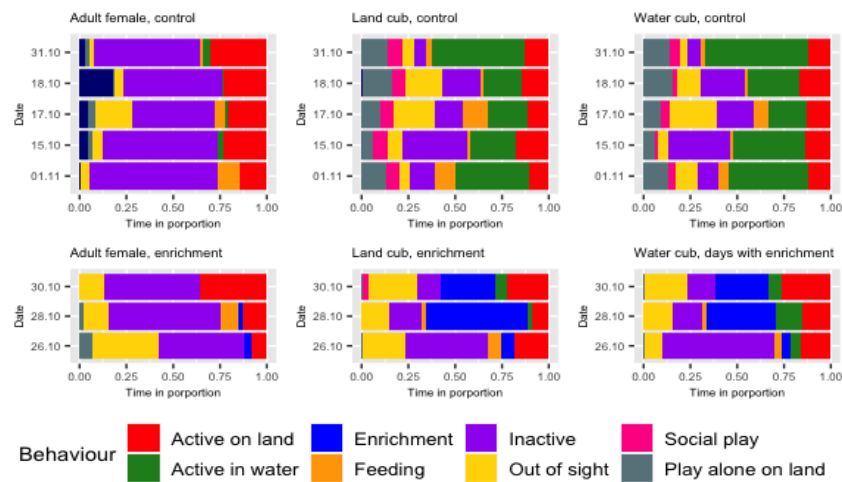 Adult female, control
Land cub, control
Water cub, control
Date
31.10
18.10
17.10
15.10
01.11
0.00 0.25 0.50 0.75 1.00
Time in porportion
Date
31.10
18.10
17.10
15.10
01.11
0.00 0.25 0.50 0.75 1.00
Time in porportion
Date
31.10
18.10
17.10
15.10
01.11
0.00 0.25 0.50 0.75 1.00
Time in porportion
Adult female, enrichment
Land cub, enrichment
Water cub, days with enrichment
Date
30.10
28.10
26.10
0.00 0.25 0.50 0.75 1.00
Time in proportion
Date
30.10
28.10
26.10
0.00 0.25 0.50 0.75 1.00
Time in proportion
Date
30.10
28.10
26.10
0.00 0.25 0.50 0.75 1.00
Time in proportion
Behaviour
Active on land Enrichment Inactive Social play
Active in water Feeding Out of sight Play alone on land